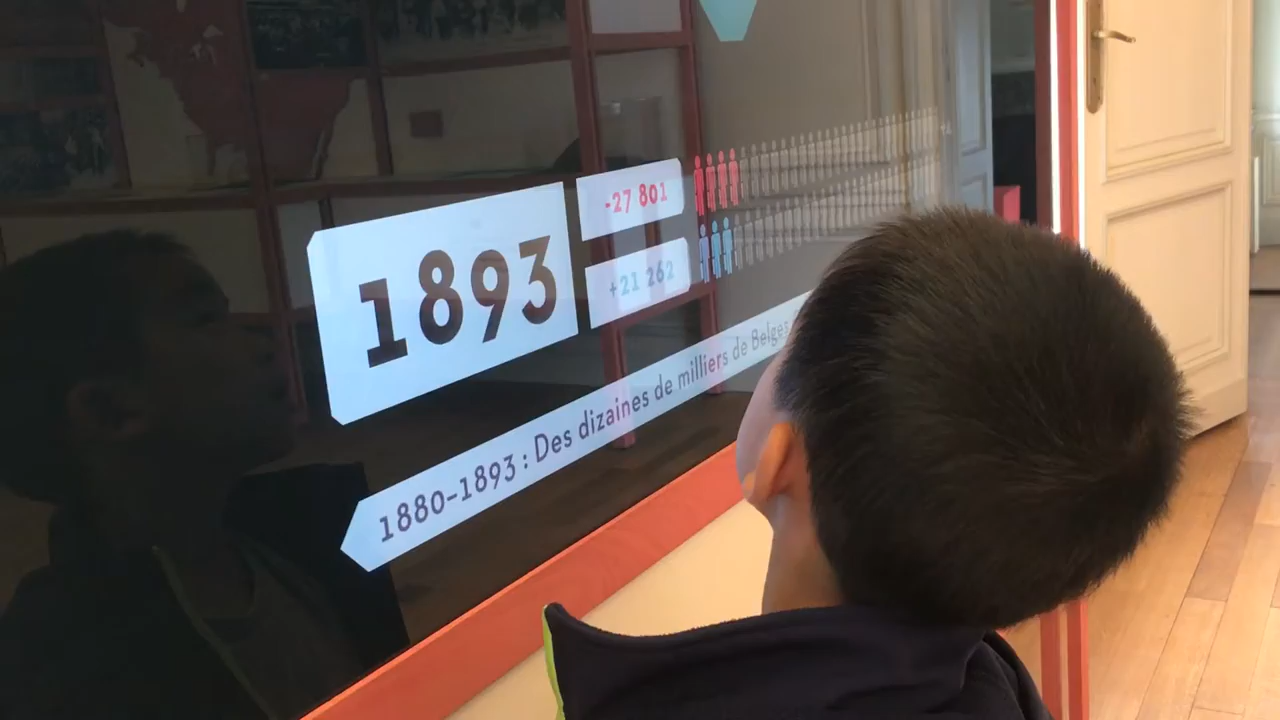 1893
-27 801
+21 262
1880-1893 : Des dizaines de milliers de Belges